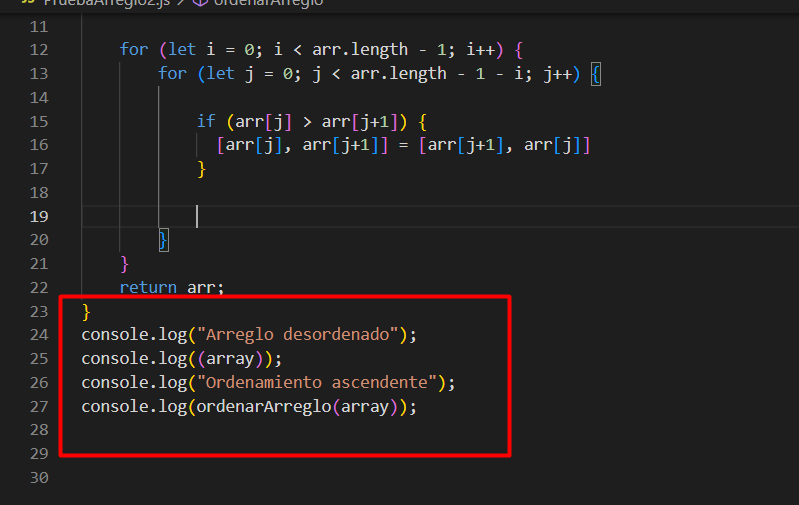 PruebaArreglo2.js > ordenarArreglo
11
12 for (let i = 0; i < arr.length - 1; i++) {
13 for (let j = 0; j < arr.length - 1 - i; j++) {
14
15 if (arr[j] > arr[j+1]) {
16 [arr[j], arr[j+1]] = [arr[j+1], arr[j]]
17 }
18
19
20 }
21 }
22 return arr;
23 }
24 console.log("Arreglo desordenado");
25 console.log((array));
26 console.log("Ordenamiento ascendente");
27 console.log(ordenarArreglo(array));
28
29
30